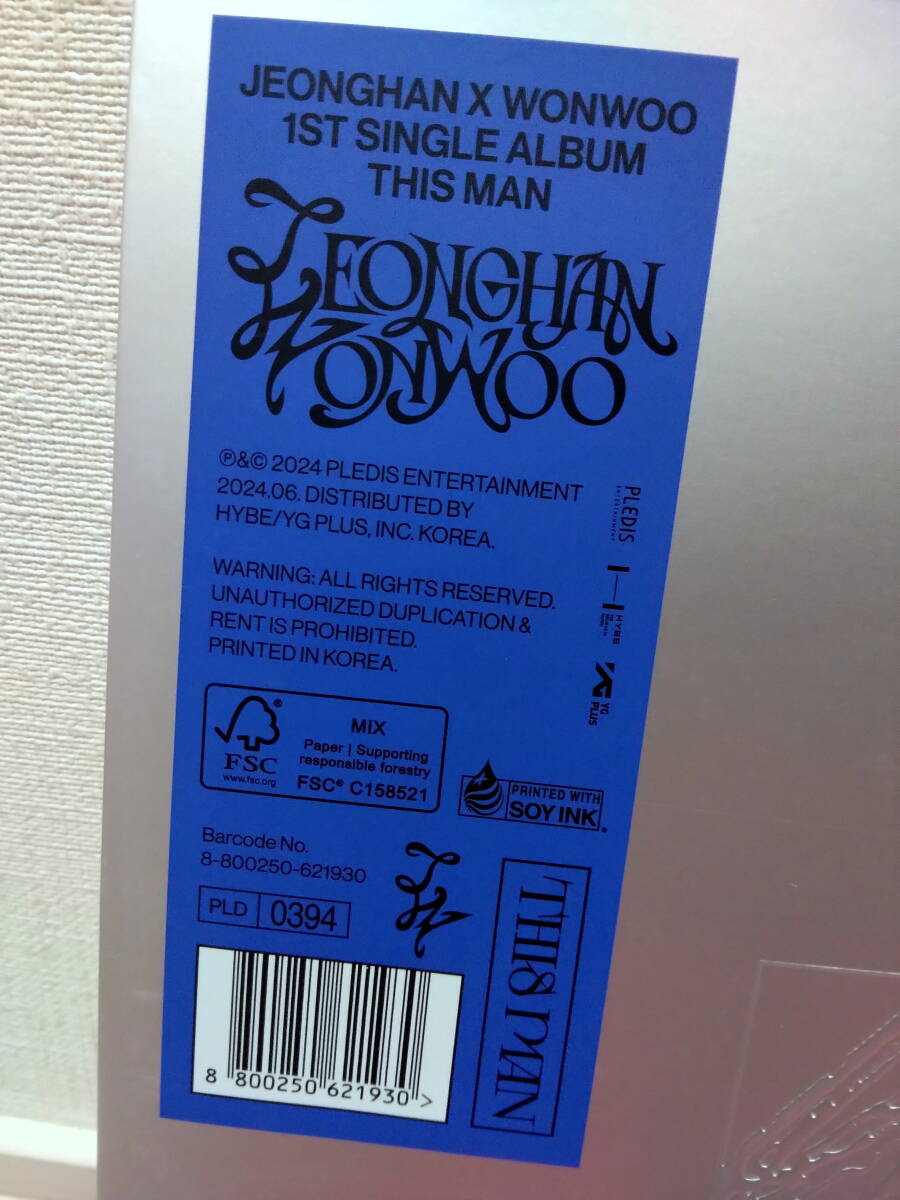 JEONGHAN X WONWOO
1ST SINGLE ALBUM
THIS MAN
JEONGHAN
WONWOO
℗&© 2024 PLEDIS ENTERTAINMENT
2024.06. DISTRIBUTED BY
HYBE/YG PLUS, INC. KOREA.
WARNING: ALL RIGHTS RESERVED.
UNAUTHORIZED DUPLICATION &
RENT IS PROHIBITED.
PRINTED IN KOREA.
PLEDIS
ENTERTAINMENT
HYBE
YG
PLUS
FSC®
www.fsc.org
MIX
Paper | Supporting
responsible forestry
FSC® C158521
PRINTED WITH
SOY INK
Barcode No.
8-800250-621930
JW
PLD 0394
THIS MAN
8 800250 621930 >